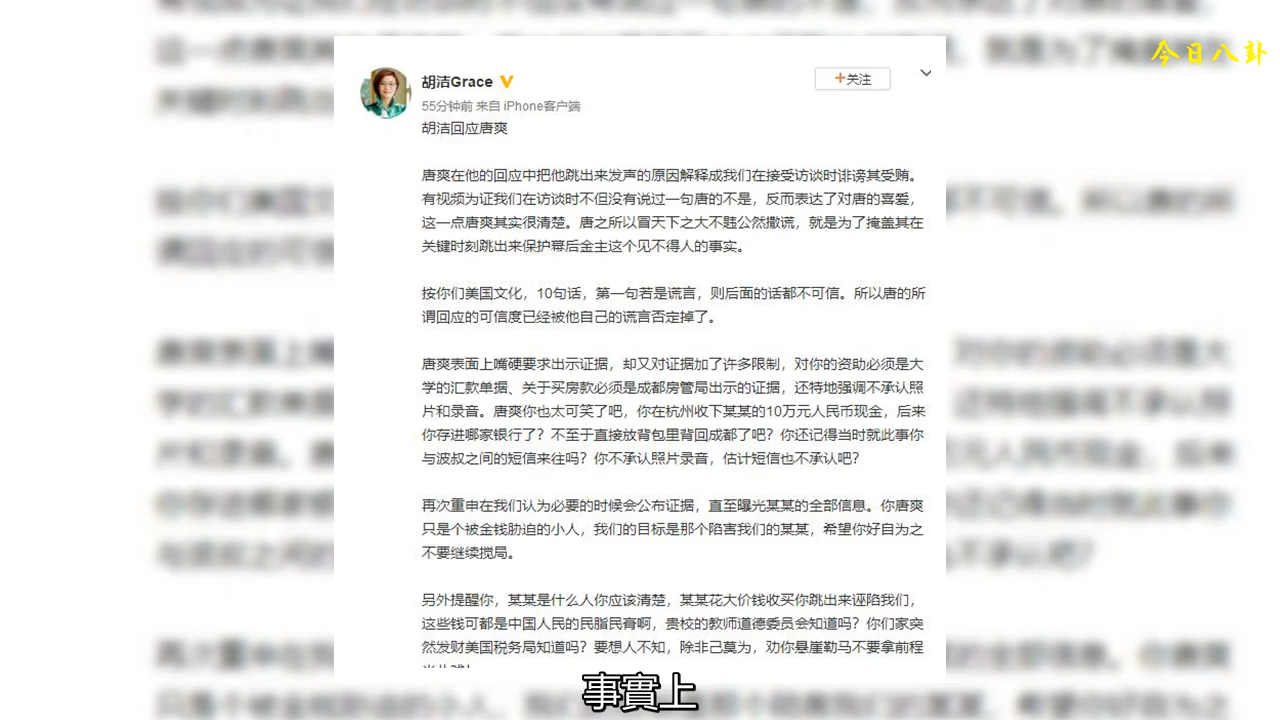 今日八卦
胡洁Grace
+关注
55分钟前 来自 iPhone客户端
胡洁回应唐爽
唐爽在他的回应中把他跳出来发声的原因解释成我们在接受访谈时诽谤其受贿。
有视频为证我们在访谈时不但没有说过一句唐的不是，反而表达了对唐的喜爱，
这一点唐爽其实很清楚。唐之所以冒天下之大不韪公然撒谎，就是为了掩盖其在
关键时刻跳出来保护幕后金主这个见不得人的事实。
按你们美国文化，10句话，第一句若是谎言，则后面的话都不可信。所以唐的所
谓回应的可信度已经被他自己的谎言否定掉了。
唐爽表面上嘴硬要求出示证据，却又对证据加了许多限制，对你的资助必须是大
学的汇款单据、关于买房款必须是成都房管局出示的证据，还特地强调不承认照
片和录音。唐爽你也太可笑了吧，你在杭州收下某某的10万元人民币现金，后来
你存进哪家银行了？不至于直接放背包里背回成都了吧？你还记得当时就此事你
与波叔之间的短信来往吗？你不承认照片录音，估计短信也不承认吧？
再次重申在我们认为必要的时候会公布证据，直至曝光某某的全部信息。你唐爽
只是个被金钱胁迫的小人，我们的目标是那个陷害我们的某某，希望你好自为之
不要继续搅局。
另外提醒你，某某是什么人你应该清楚，某某花大价钱收买你跳出来诬陷我们，
这些钱可都是中国人民的民脂民膏啊，贵校的教师道德委员会知道吗？你们家突
然发财美国税务局知道吗？要想人不知，除非己莫为，劝你悬崖勒马不要拿前程
事實上